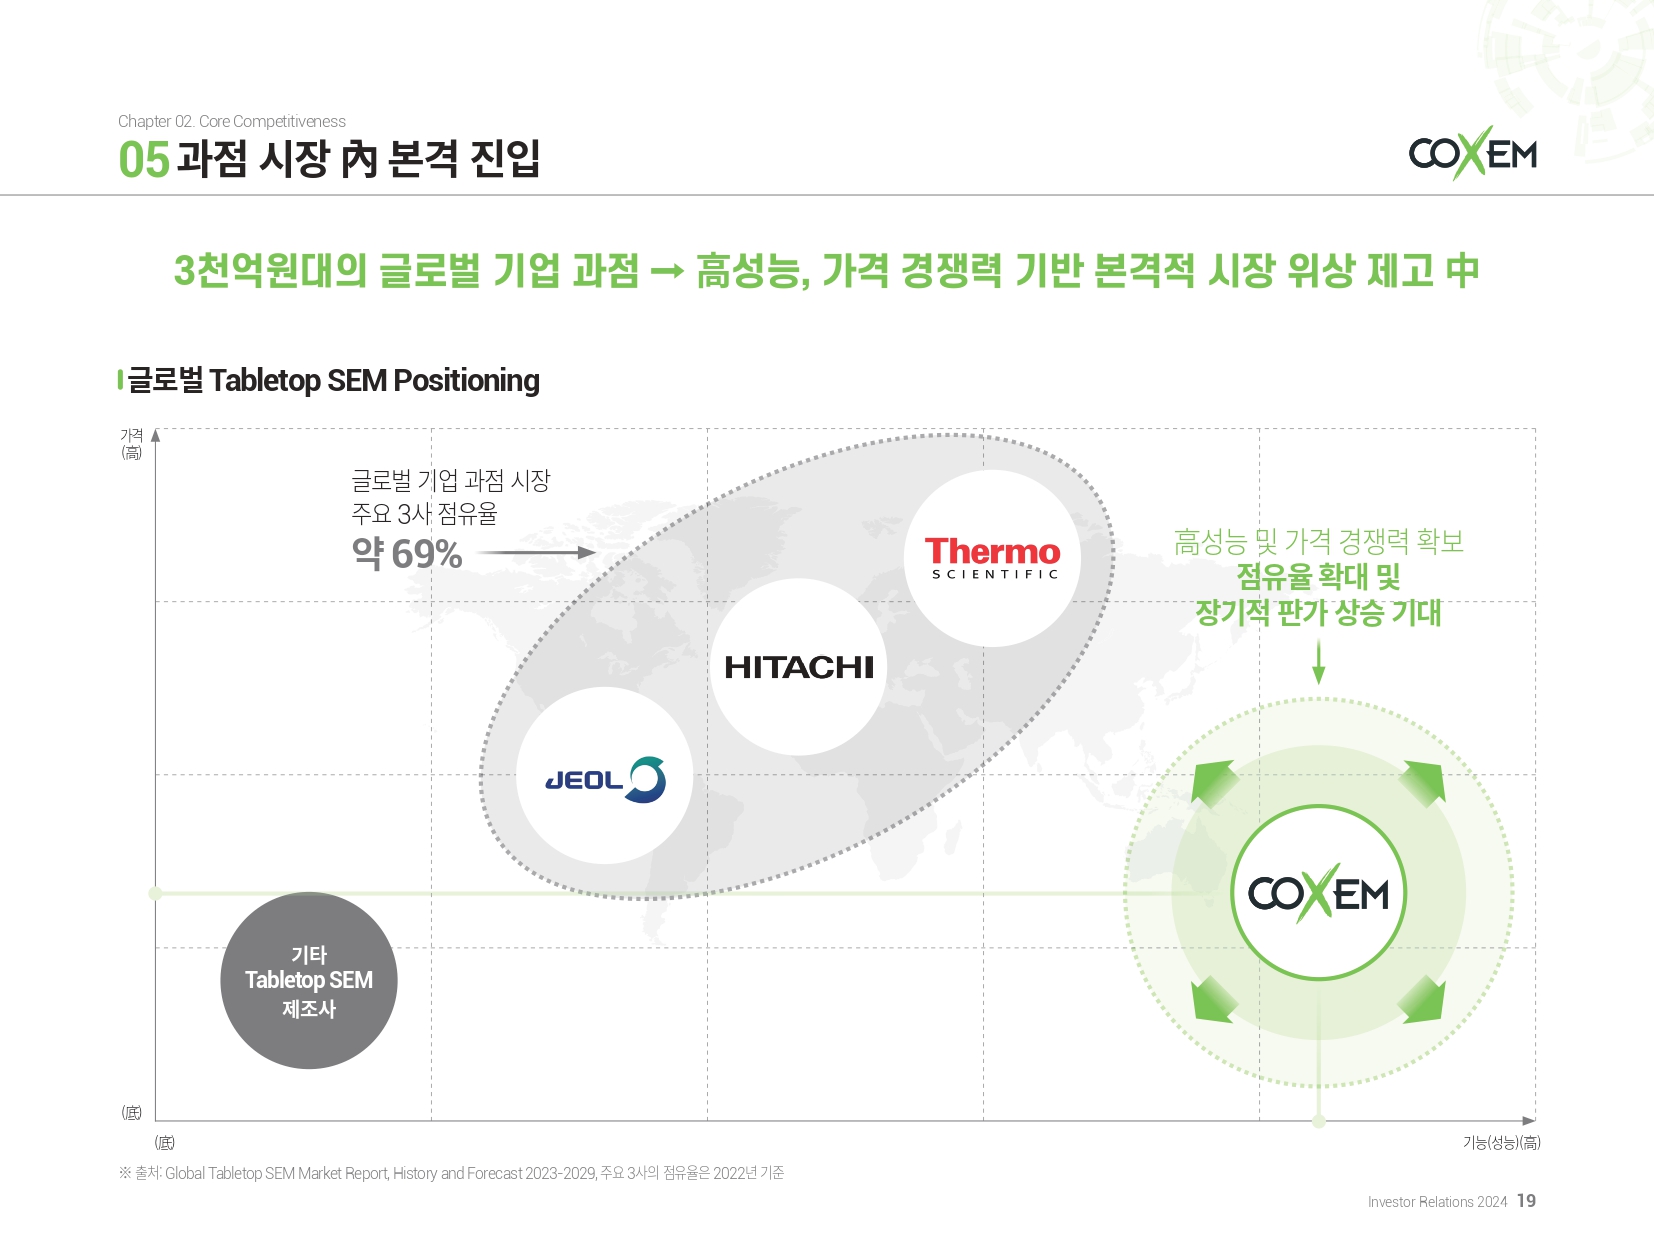 Chapter 02. Core Competitiveness
05 과점 시장 內 본격 진입
COXEM
3천억원대의 글로벌 기업 과점 → 高성능, 가격 경쟁력 기반 본격적 시장 위상 제고 中
글로벌 Tabletop SEM Positioning
가격
(高)
글로벌 기업 과점 시장
주요 3사 점유율
약 69%
Thermo
SCIENTIFIC
HITACHI
JEOL
高성능 및 가격 경쟁력 확보
점유율 확대 및
장기적 판가 상승 기대
COXEM
기타
Tabletop SEM
제조사
(底)
(底)
기능(성능)(高)
※ 출처: Global Tabletop SEM Market Report, History and Forecast 2023-2029, 주요 3사의 점유율은 2022년 기준
Investor Relations 2024 19